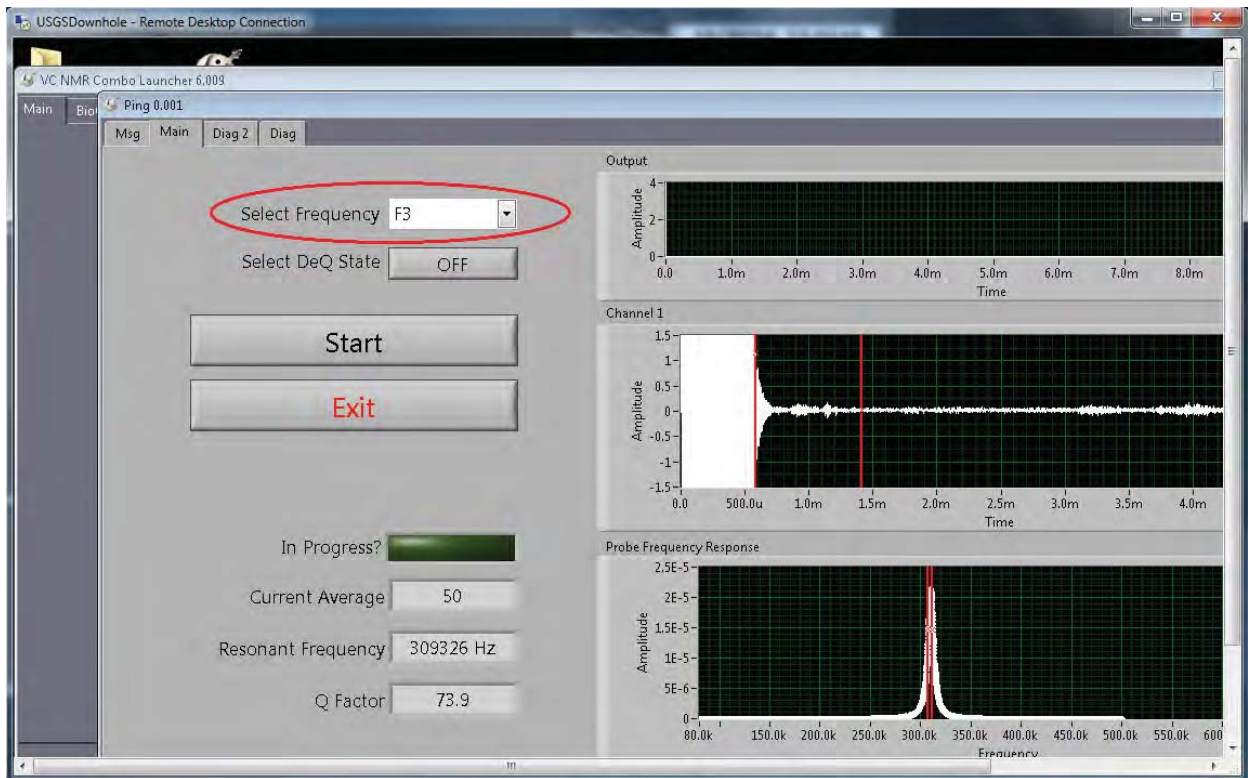 USGSDownhole - Remote Desktop Connection
VC NMR Combo Launcher 6.009
Main
Ping 0.001
Msg Main Diag 2 Diag
Select Frequency F3
Select DeQ State OFF
Start
Exit
In Progress?
Current Average 50
Resonant Frequency 309326 Hz
Q Factor 73.9
Output
Amplitude
4
2
0
0.0 1.0m 2.0m 3.0m 4.0m 5.0m 6.0m 7.0m 8.0m
Time
Channel 1
Amplitude
1.5
1
0.5
0
-0.5
-1
-1.5
0.0 500.0u 1.0m 1.5m 2.0m 2.5m 3.0m 3.5m 4.0m
Time
Probe Frequency Response
Amplitude
2.5E-5
2E-5
1.5E-5
1E-5
5E-6
0
80.0k 150.0k 200.0k 250.0k 300.0k 350.0k 400.0k 450.0k 500.0k 550.0k 600
Frequency